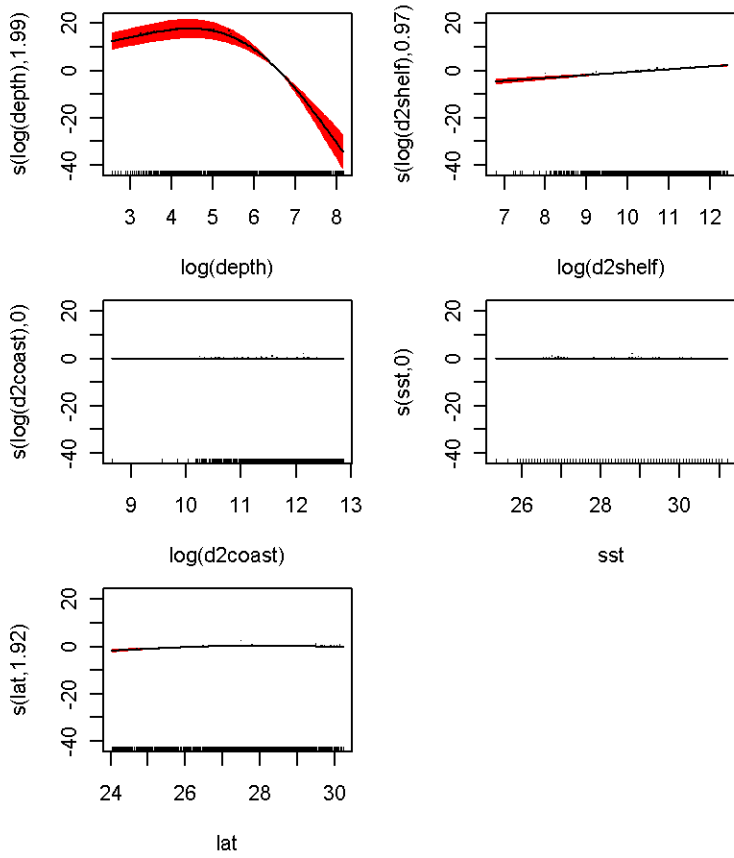 s(log(depth),1.99)
20
0
-20
-40
3 4 5 6 7 8
log(depth)
s(log(d2shelf),0.97)
20
0
-20
-40
7 8 9 10 11 12
log(d2shelf)
s(log(d2coast),0)
20
0
-20
-40
9 10 11 12 13
log(d2coast)
s(sst,0)
20
0
-20
-40
26 28 30
sst
s(lat,1.92)
20
0
-20
-40
24 26 28 30
lat